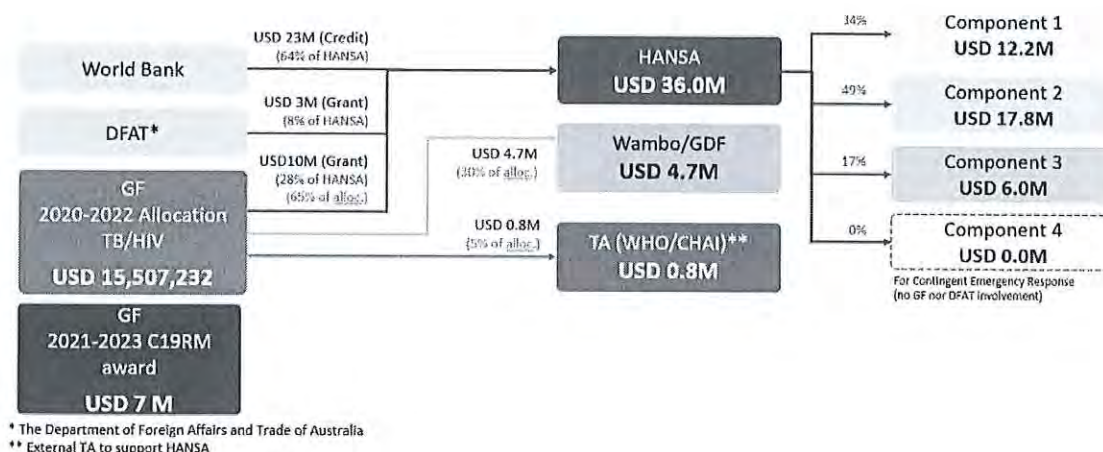 World Bank
DFAT*
GF
2020-2022 Allocation
TB/HIV
USD 15,507,232
GF
2021-2023 C19RM
award
USD 7 M
USD 23M (Credit)
(64% of HANSA)
USD 3M (Grant)
(8% of HANSA)
USD10M (Grant)
(28% of HANSA)
(65% of alloc.)
USD 4.7M
(30% of alloc.)
USD 0.8M
(5% of alloc.)
HANSA
USD 36.0M
Wambo/GDF
USD 4.7M
TA (WHO/CHAI)**
USD 0.8M
34%
49%
17%
0%
Component 1
USD 12.2M
Component 2
USD 17.8M
Component 3
USD 6.0M
Component 4
USD 0.0M
For Contingent Emergency Response
(no GF nor DFAT involvement)
* The Department of Foreign Affairs and Trade of Australia
** External TA to support HANSA